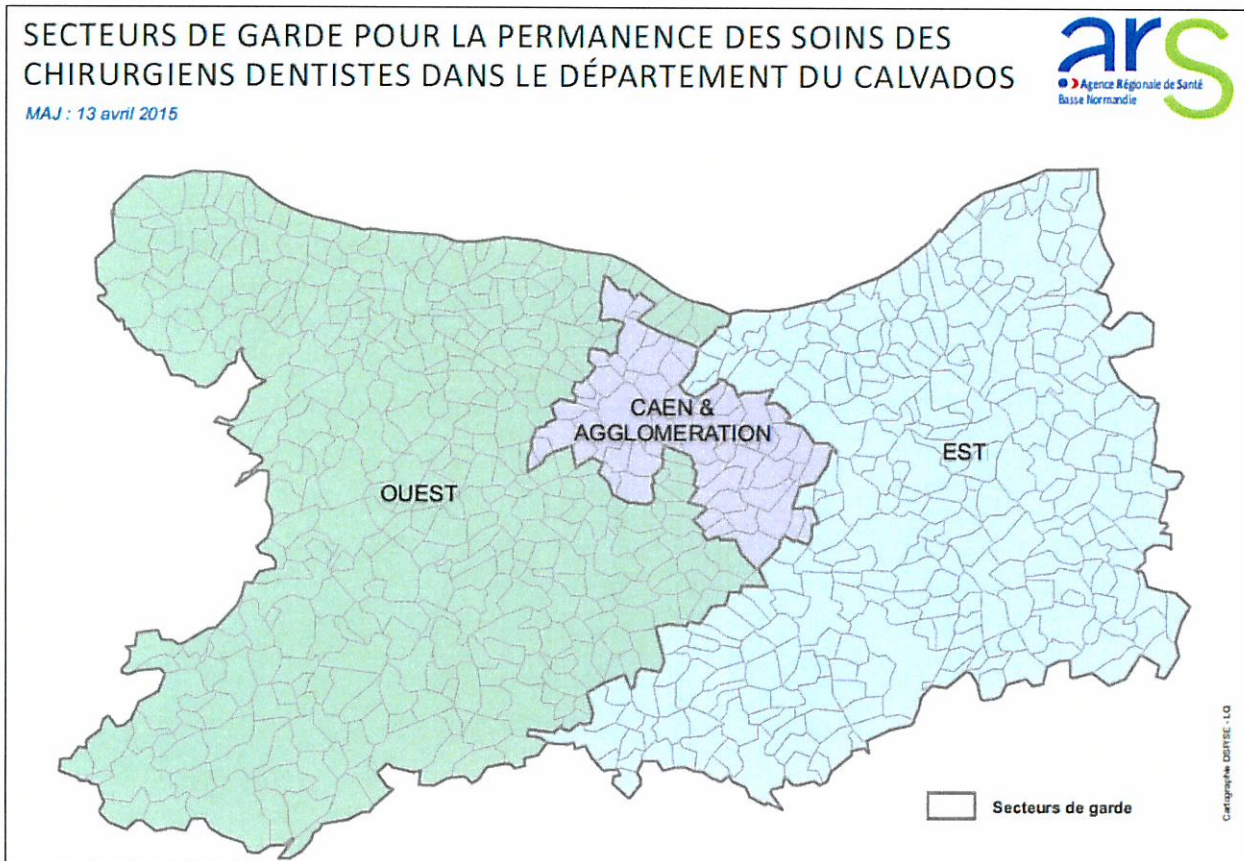 SECTEURS DE GARDE POUR LA PERMANENCE DES SOINS DES
CHIRURGIENS DENTISTES DANS LE DÉPARTEMENT DU CALVADOS
MAJ : 13 avril 2015
ars
Agence Régionale de Santé
Basse Normandie
CAEN &
AGGLOMERATION
EST
OUEST
Secteurs de garde
Cartographie DSRSE - LQ